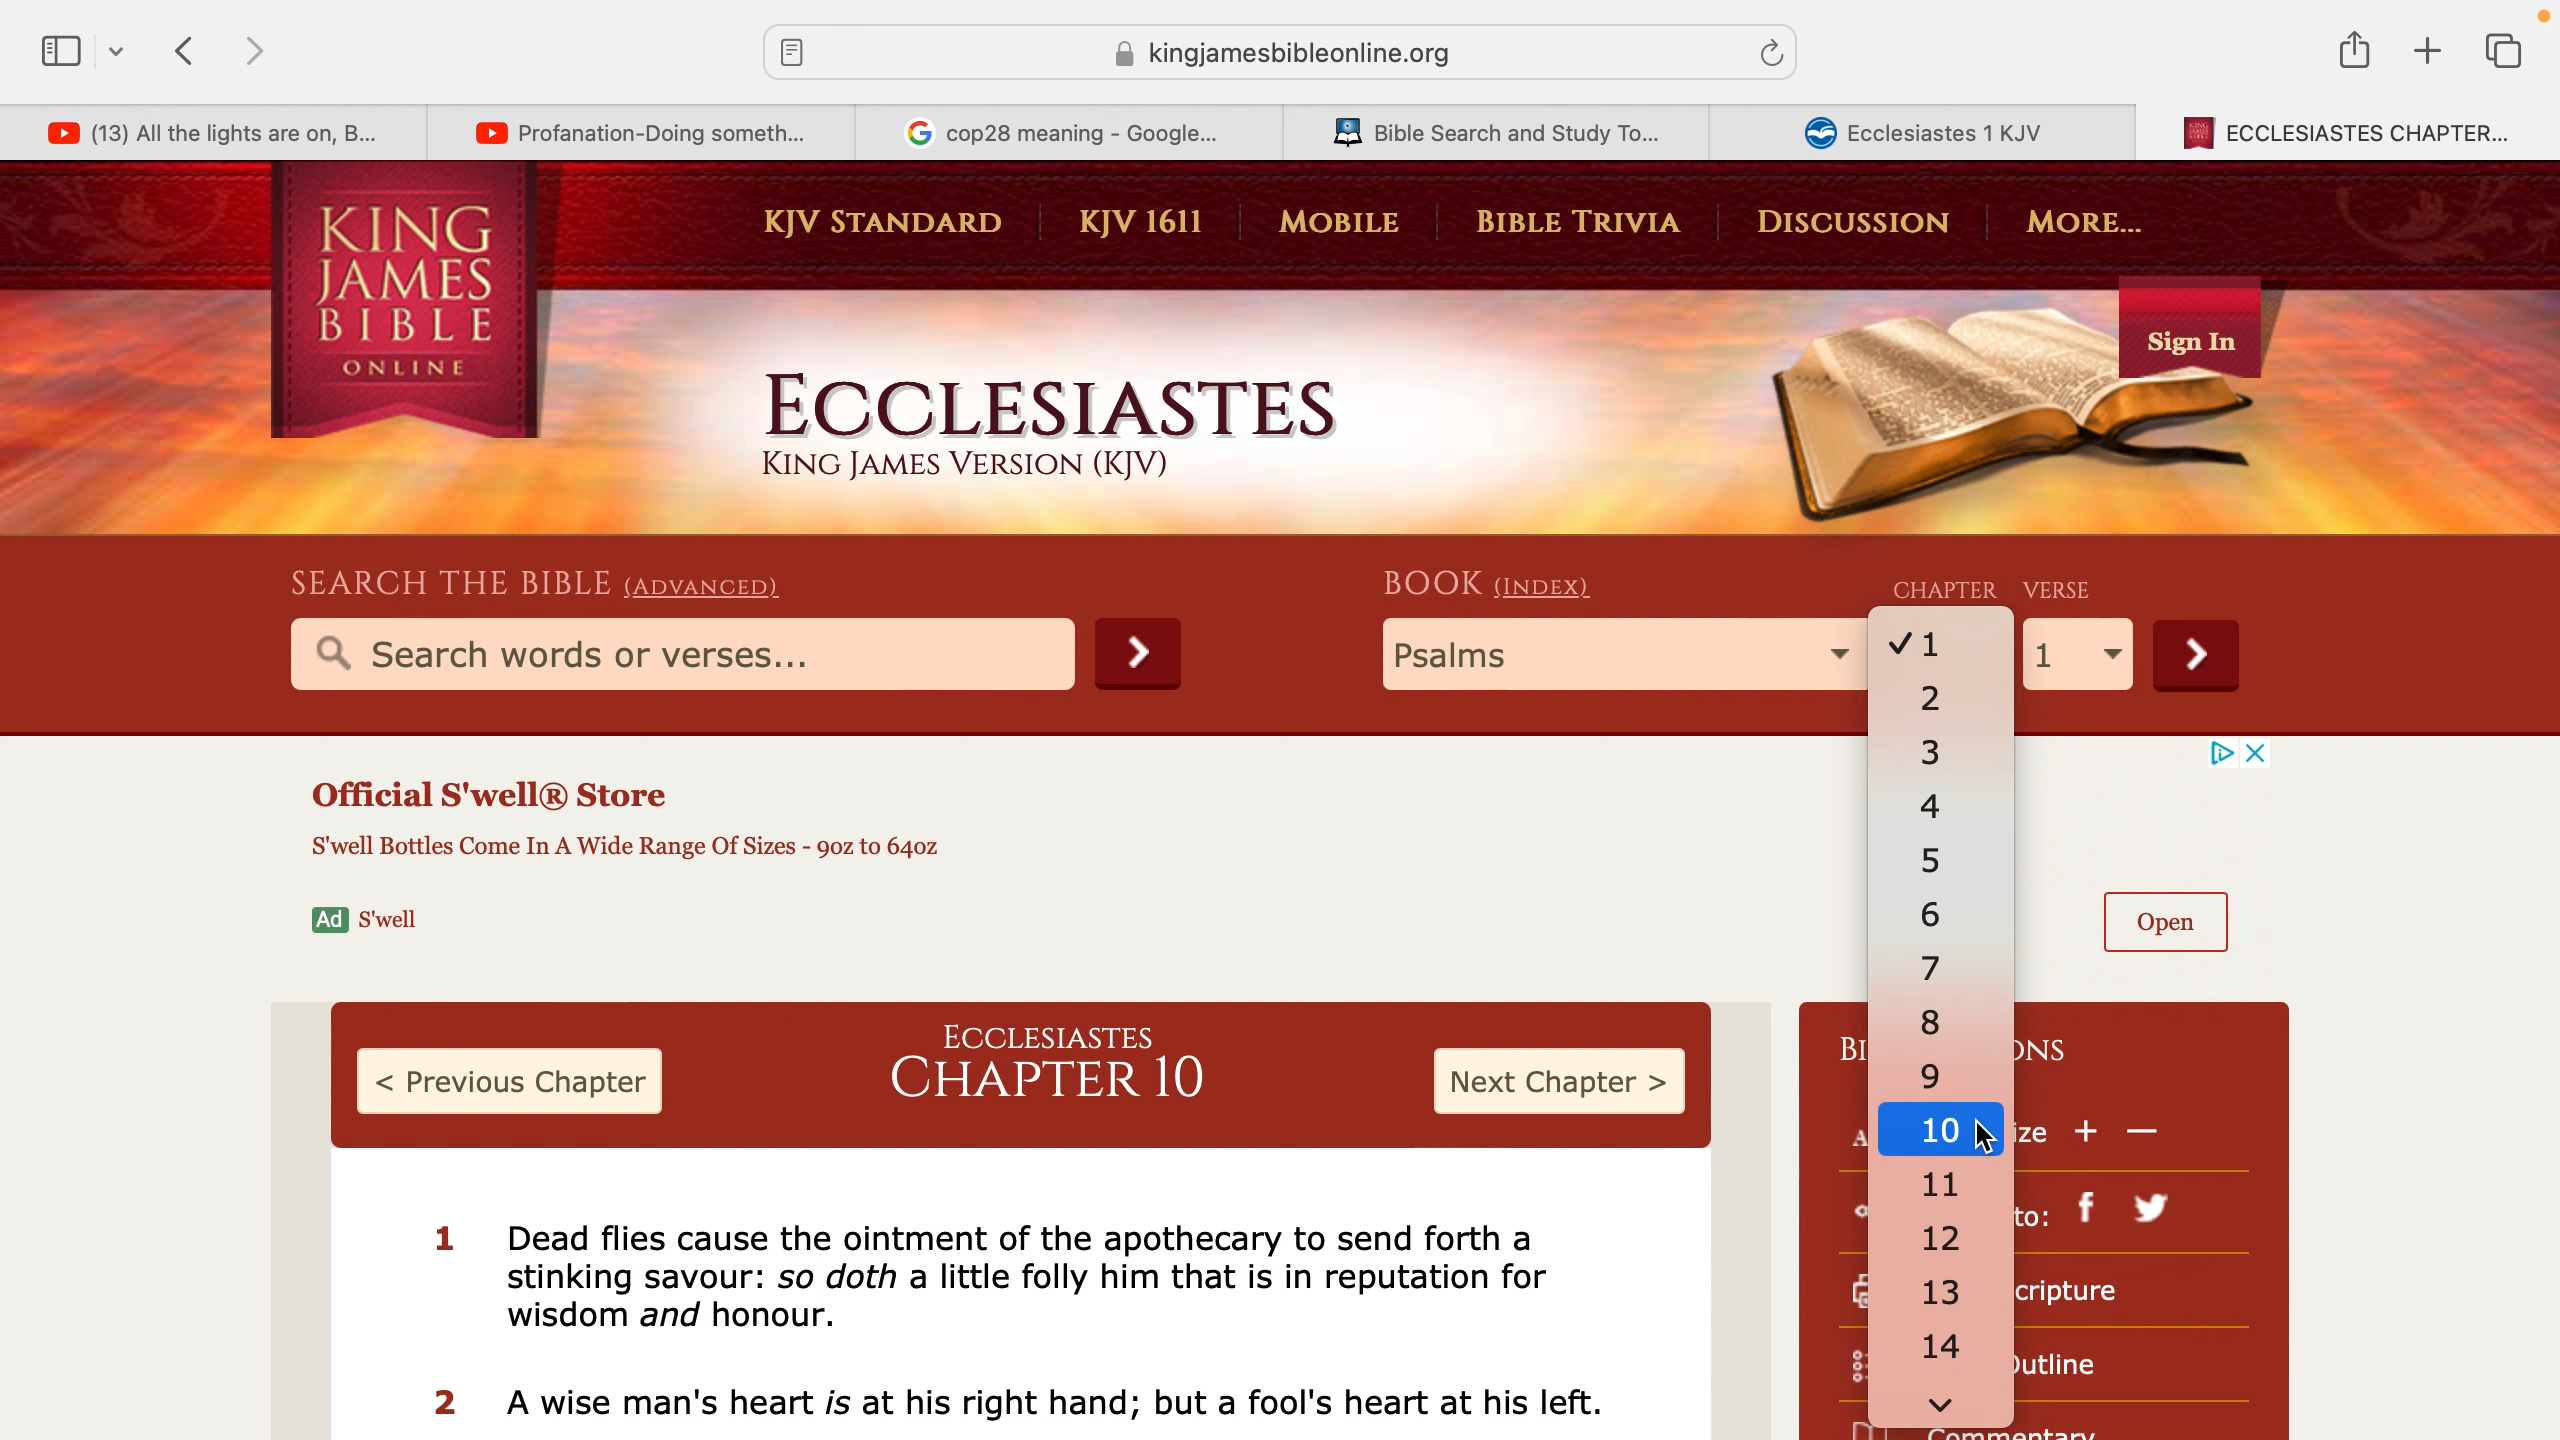 kingjamesbibleonline.org
(13) All the lights are on, B...
Profanation-Doing someth...
cop28 meaning - Google...
Bible Search and Study To...
Ecclesiastes 1 KJV
ECCLESIASTES CHAPTER...
KING
JAMES
BIBLE
ONLINE
KJV STANDARD
KJV 1611
MOBILE
BIBLE TRIVIA
DISCUSSION
MORE...
Sign In
ECCLESIASTES
KING JAMES VERSION (KJV)
SEARCH THE BIBLE (ADVANCED)
BOOK (INDEX)
CHAPTER
VERSE
Search words or verses...
Psalms
✓ 1
1
2
3
4
5
6
7
8
9
10
11
12
13
14
Official S'well® Store
S'well Bottles Come In A Wide Range Of Sizes - 9oz to 64oz
Ad S'well
Open
< Previous Chapter
ECCLESIASTES
CHAPTER 10
Next Chapter >
1 Dead flies cause the ointment of the apothecary to send forth a
stinking savour: so doth a little folly him that is in reputation for
wisdom and honour.
2 A wise man's heart is at his right hand; but a fool's heart at his left.
BI ONS
ize + −
to:
cripture
Outline
Commentary